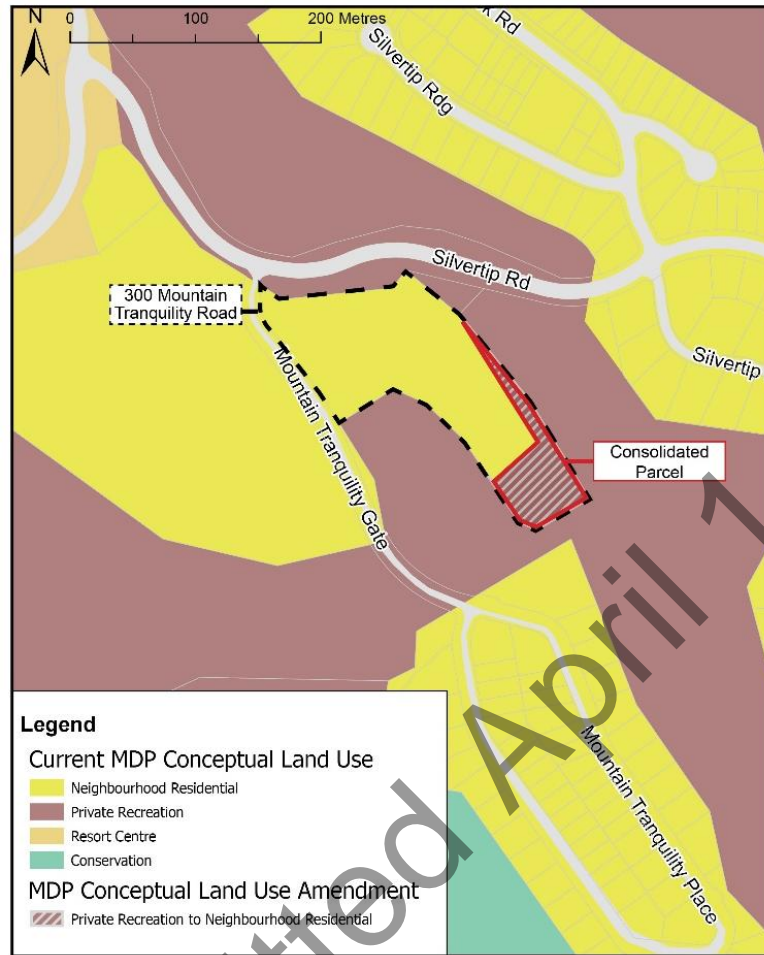 N
0 100 200 Metres
k Rd
Silvertip Rdg
Silvertip Rd
300 Mountain
Tranquility Road
Mountain Tranquility Gate
Silvertip
Consolidated
Parcel
Mountain Tranquility Place
Legend
Current MDP Conceptual Land Use
Neighbourhood Residential
Private Recreation
Resort Centre
Conservation
MDP Conceptual Land Use Amendment
Private Recreation to Neighbourhood Residential
tted April 1